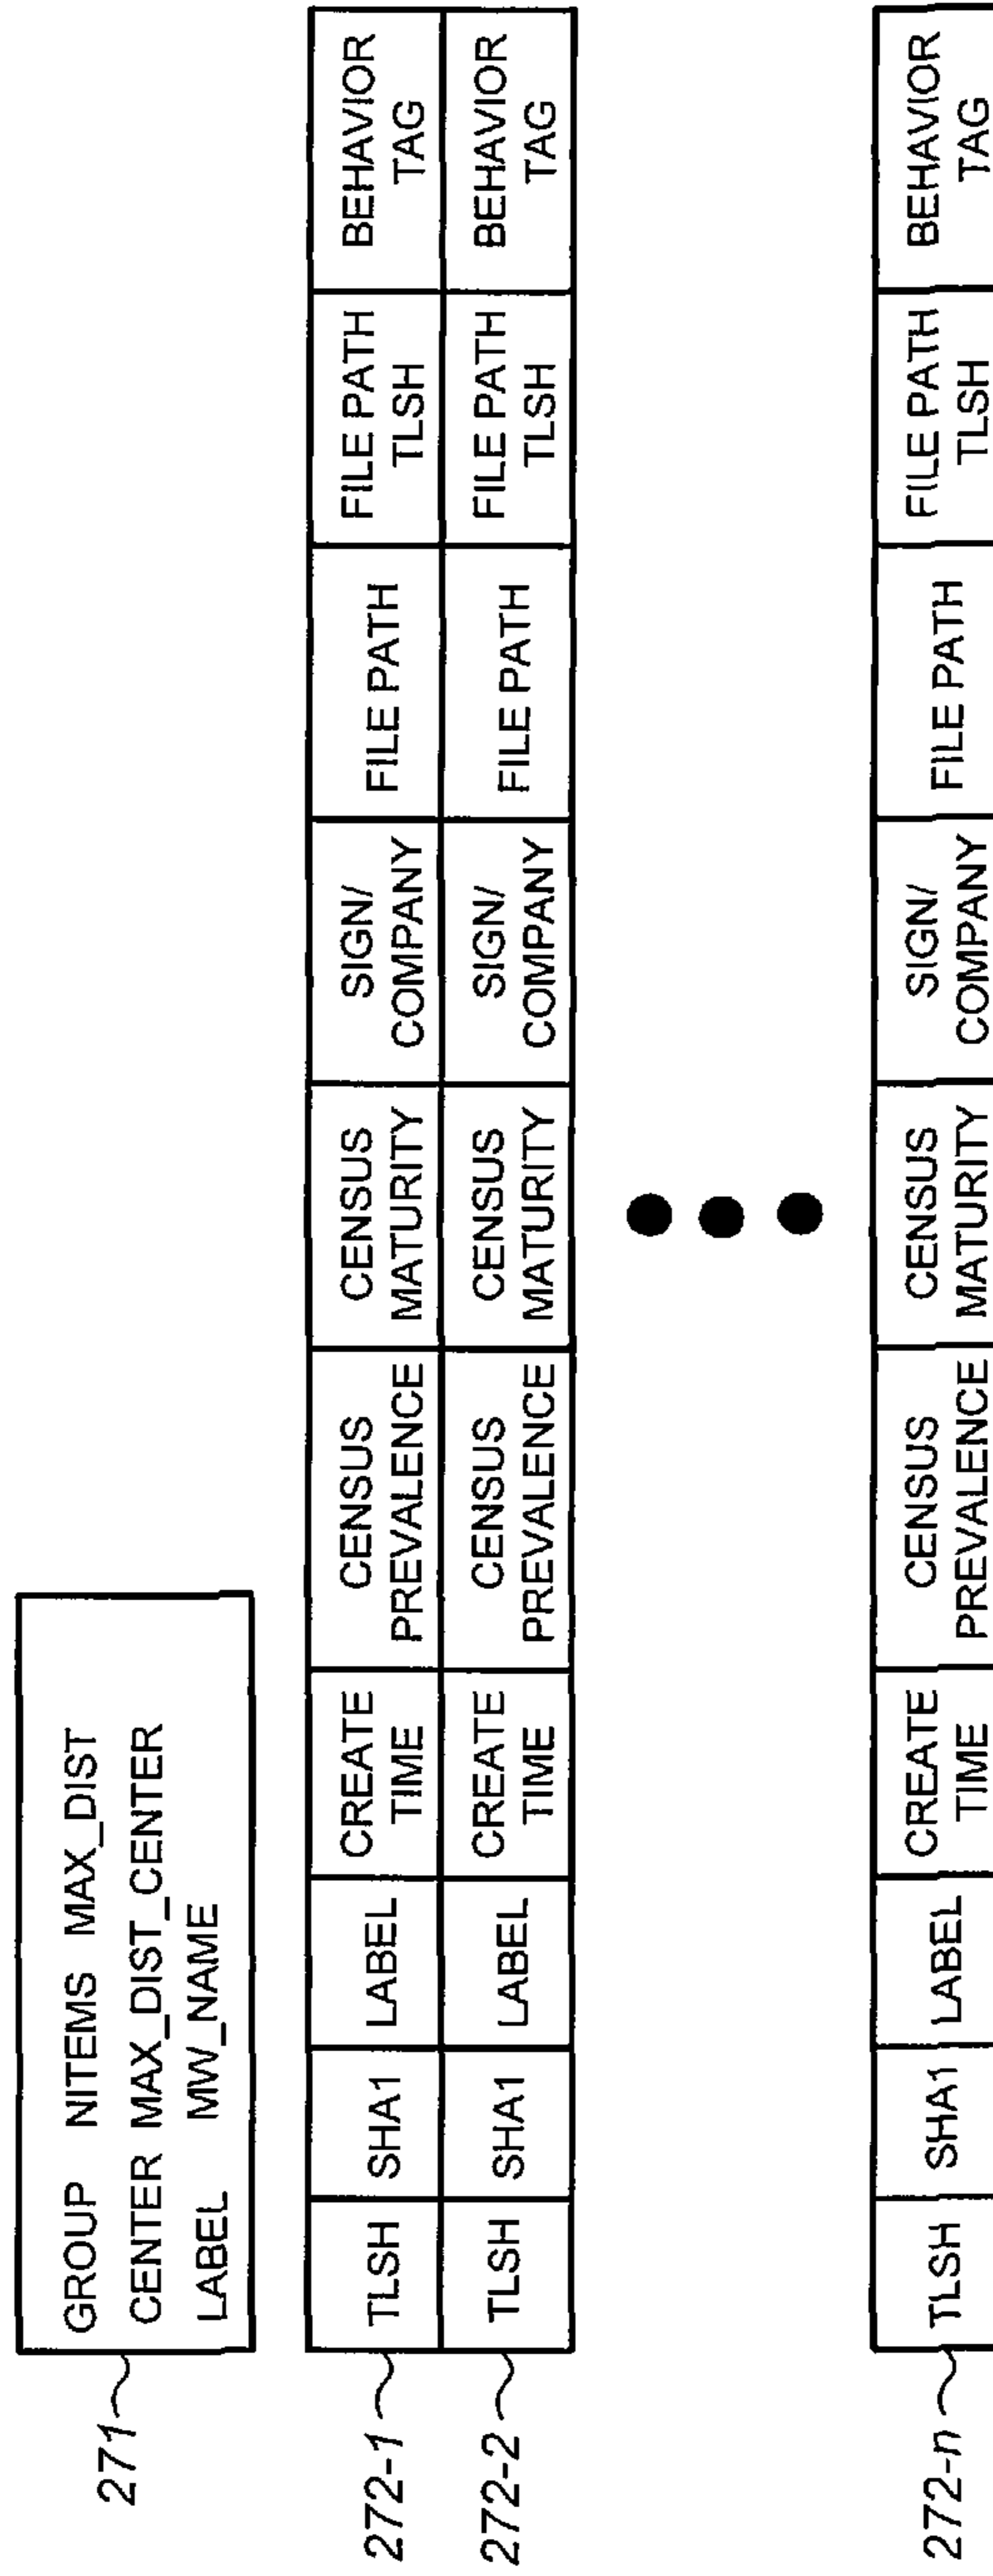 271
GROUP NITEMS MAX_DIST
CENTER MAX_DIST_CENTER
LABEL MW_NAME
272-1
TLSH
SHA1
LABEL
CREATE
TIME
CENSUS
PREVALENCE
CENSUS
MATURITY
SIGN/
COMPANY
FILE PATH
FILE PATH
TLSH
BEHAVIOR
TAG
272-2
TLSH
SHA1
LABEL
CREATE
TIME
CENSUS
PREVALENCE
CENSUS
MATURITY
SIGN/
COMPANY
FILE PATH
FILE PATH
TLSH
BEHAVIOR
TAG
272-n
TLSH
SHA1
LABEL
CREATE
TIME
CENSUS
PREVALENCE
CENSUS
MATURITY
SIGN/
COMPANY
FILE PATH
FILE PATH
TLSH
BEHAVIOR
TAG